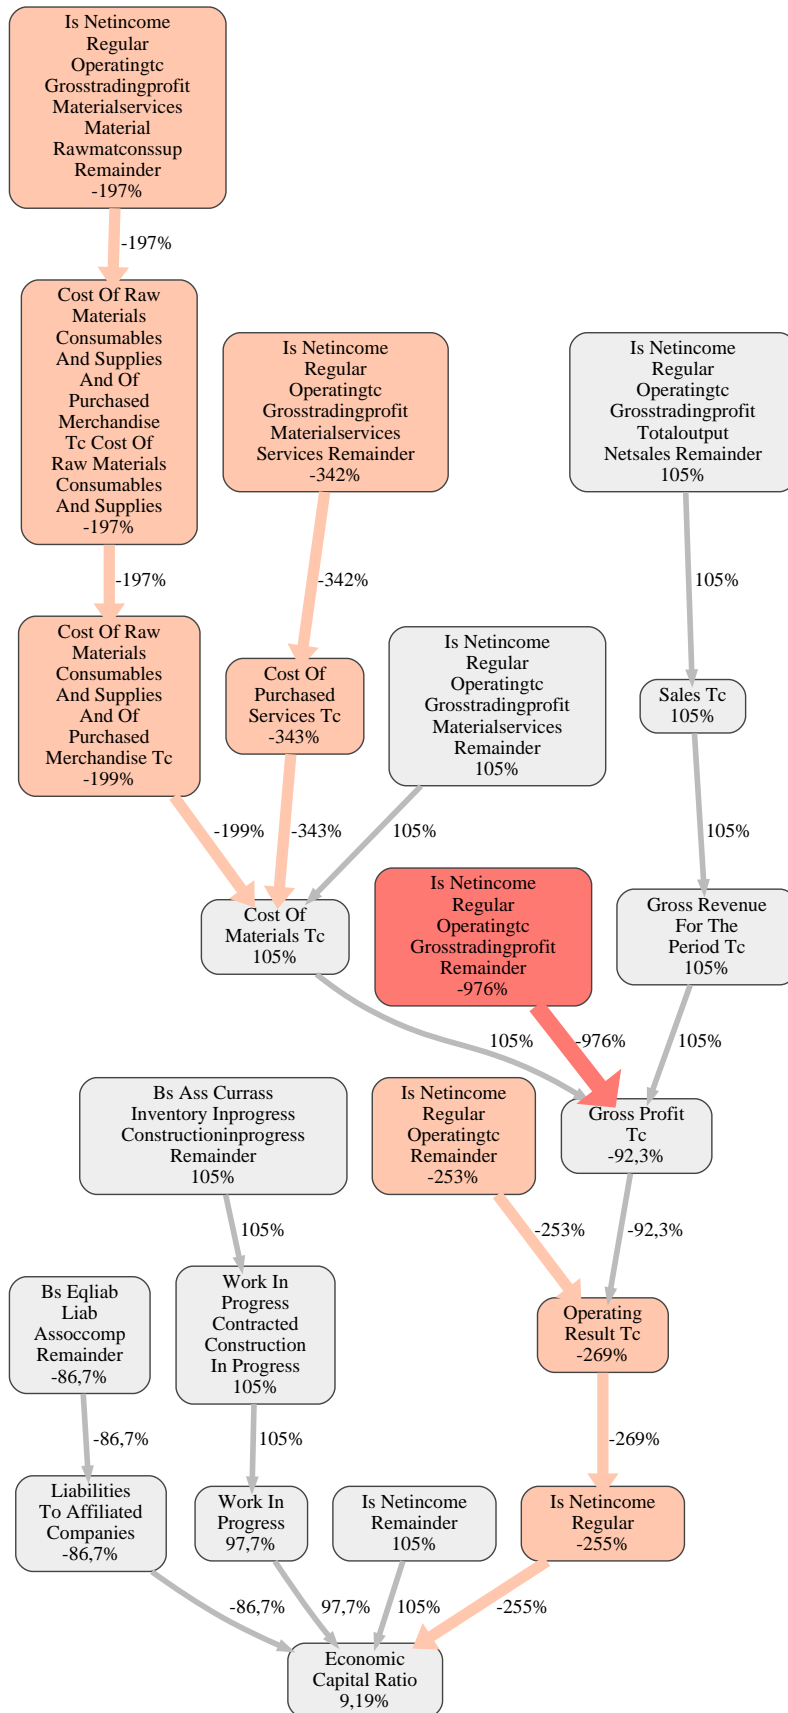 Is Netincome
Regular
Operatingtc
Grosstradingprofit
Materialservices
Material
Rawmatconssup
Remainder
-197%
-197%
Cost Of Raw
Materials
Consumables
And Supplies
And Of
Purchased
Merchandise
Tc Cost Of
Raw Materials
Consumables
And Supplies
-197%
Is Netincome
Regular
Operatingtc
Grosstradingprofit
Materialservices
Services Remainder
-342%
Is Netincome
Regular
Operatingtc
Grosstradingprofit
Totaloutput
Netsales Remainder
105%
-197%
-342%
105%
Cost Of Raw
Materials
Consumables
And Supplies
And Of
Purchased
Merchandise Tc
-199%
Cost Of
Purchased
Services Tc
-343%
Is Netincome
Regular
Operatingtc
Grosstradingprofit
Materialservices
Remainder
105%
Sales Tc
105%
-199%
-343%
105%
105%
Cost Of
Materials Tc
105%
Is Netincome
Regular
Operatingtc
Grosstradingprofit
Remainder
-976%
Gross Revenue
For The
Period Tc
105%
105%
-976%
105%
Bs Ass Currass
Inventory Inprogress
Constructioninprogress
Remainder
105%
Is Netincome
Regular
Operatingtc
Remainder
-253%
Gross Profit
Tc
-92,3%
105%
-253%
-92,3%
Bs Eqliab
Liab
Assoccomp
Remainder
-86,7%
Work In
Progress
Contracted
Construction
In Progress
105%
Operating
Result Tc
-269%
-86,7%
105%
-269%
Liabilities
To Affiliated
Companies
-86,7%
Work In
Progress
97,7%
Is Netincome
Remainder
105%
Is Netincome
Regular
-255%
-86,7%
97,7%
105%
-255%
Economic
Capital Ratio
9,19%